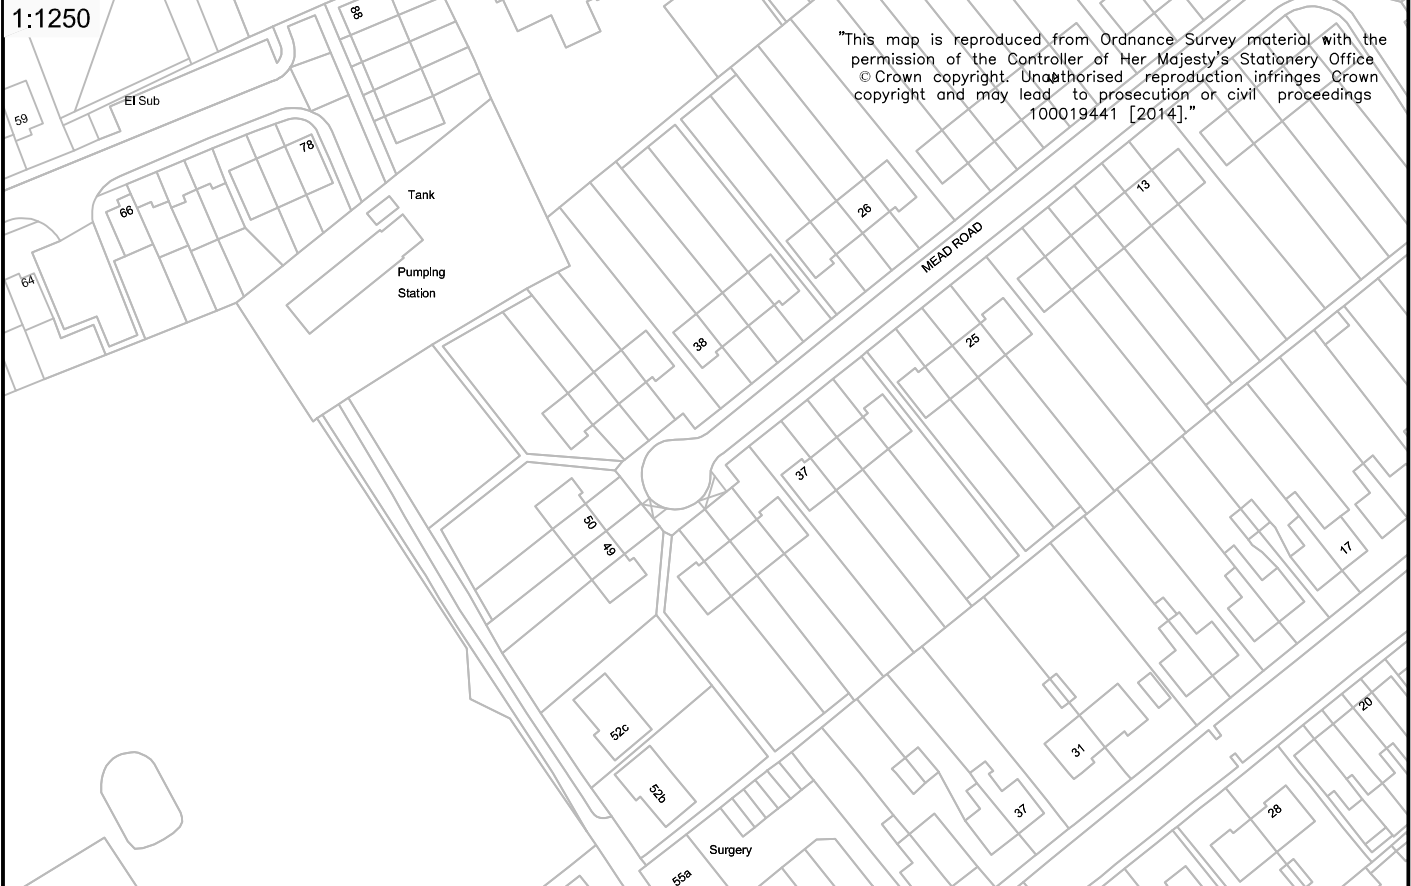 1:1250
"This map is reproduced from Ordnance Survey material with the
permission of the Controller of Her Majesty's Stationery Office
© Crown copyright. Unauthorised reproduction infringes Crown
copyright and may lead to prosecution or civil proceedings
100019441 [2014]."
88
El Sub
59
78
66
Tank
26
13
MEAD ROAD
64
Pumping
Station
38
25
37
50
49
17
52c
20
31
52b
37
28
Surgery
55a